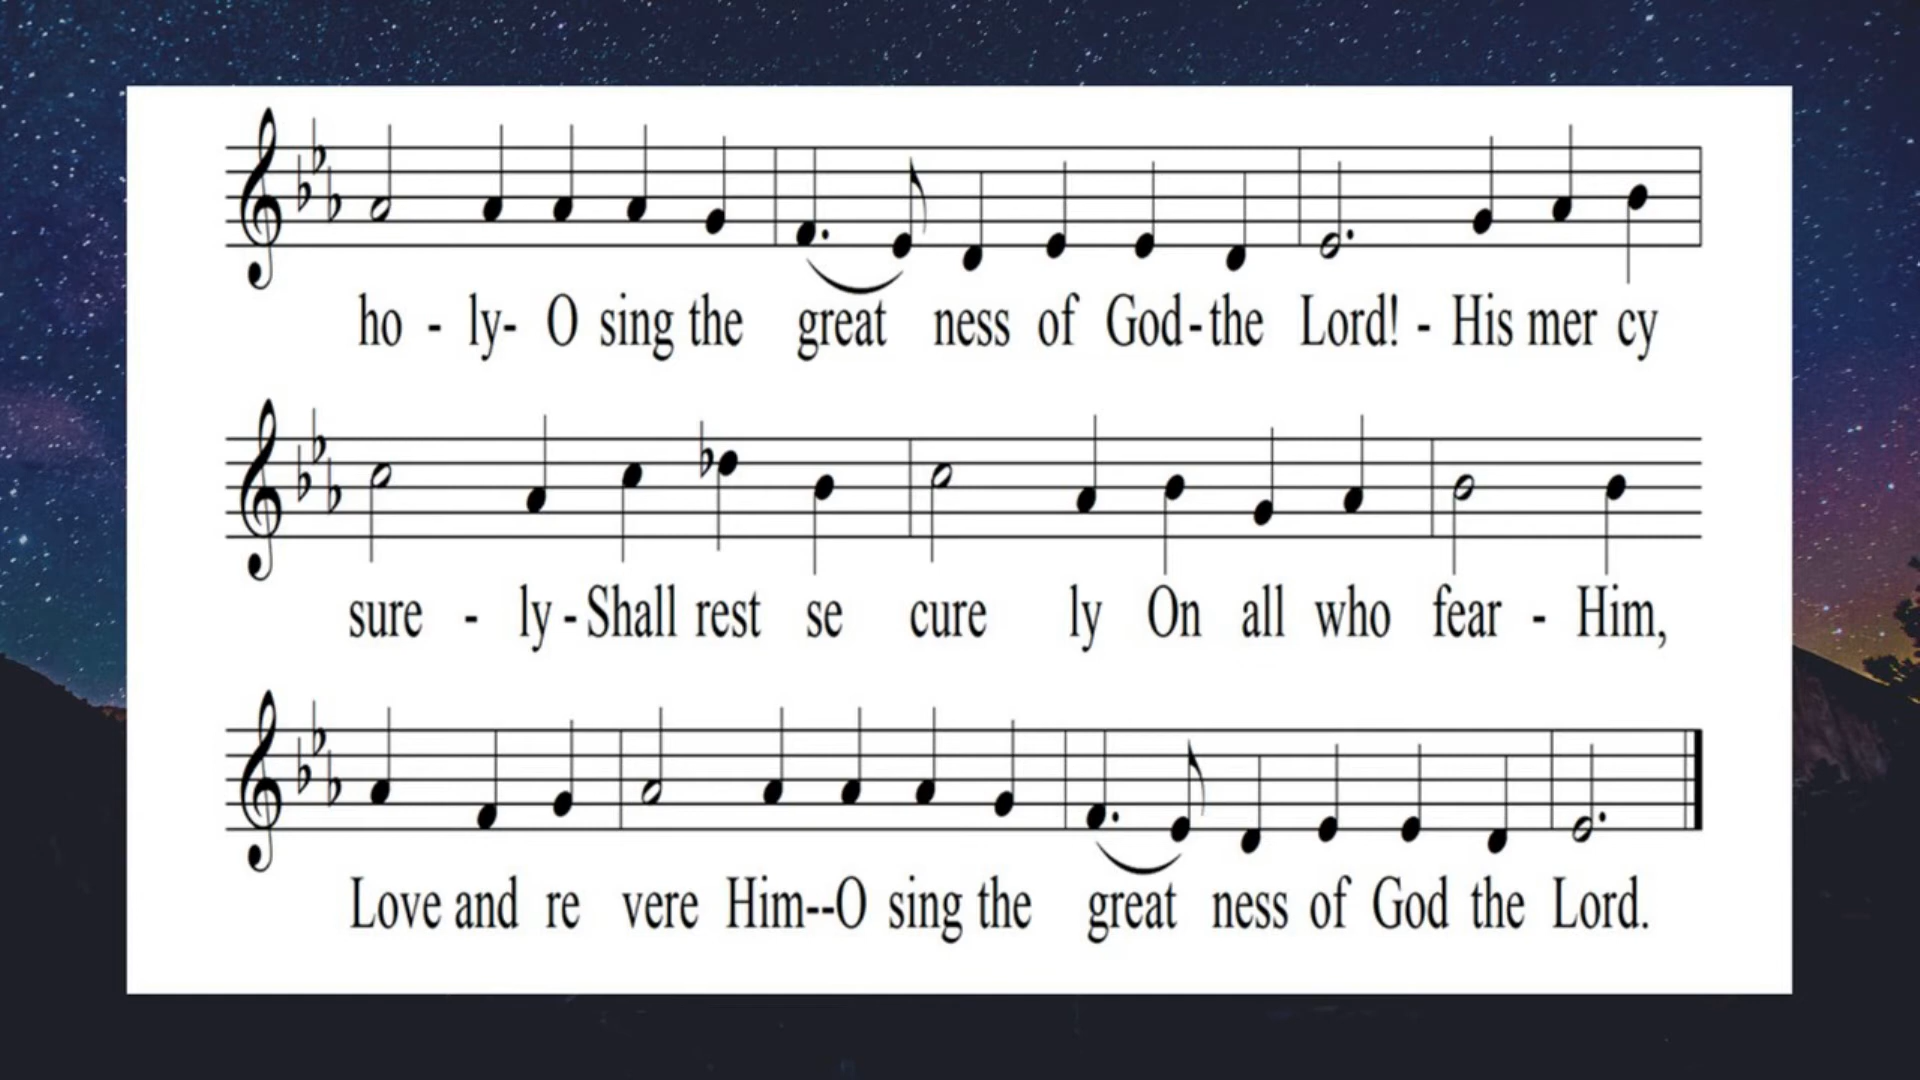 ho - ly- O sing the great ness of God-the Lord! - His mer cy
sure - ly - Shall rest se cure ly On all who fear - Him,
Love and re vere Him--O sing the great ness of God the Lord.